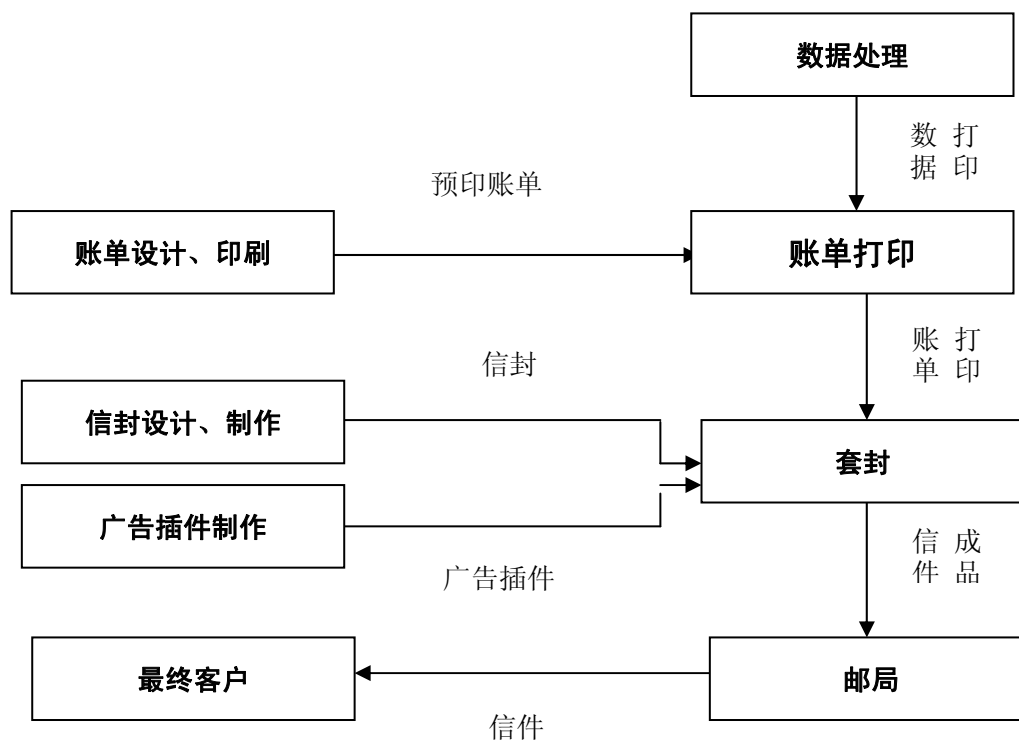 数据处理
数 打
据 印
预印账单
账单设计、印刷
账单打印
账 打
单 印
信封
信封设计、制作
套封
广告插件制作
信 成
件 品
广告插件
最终客户
邮局
信件